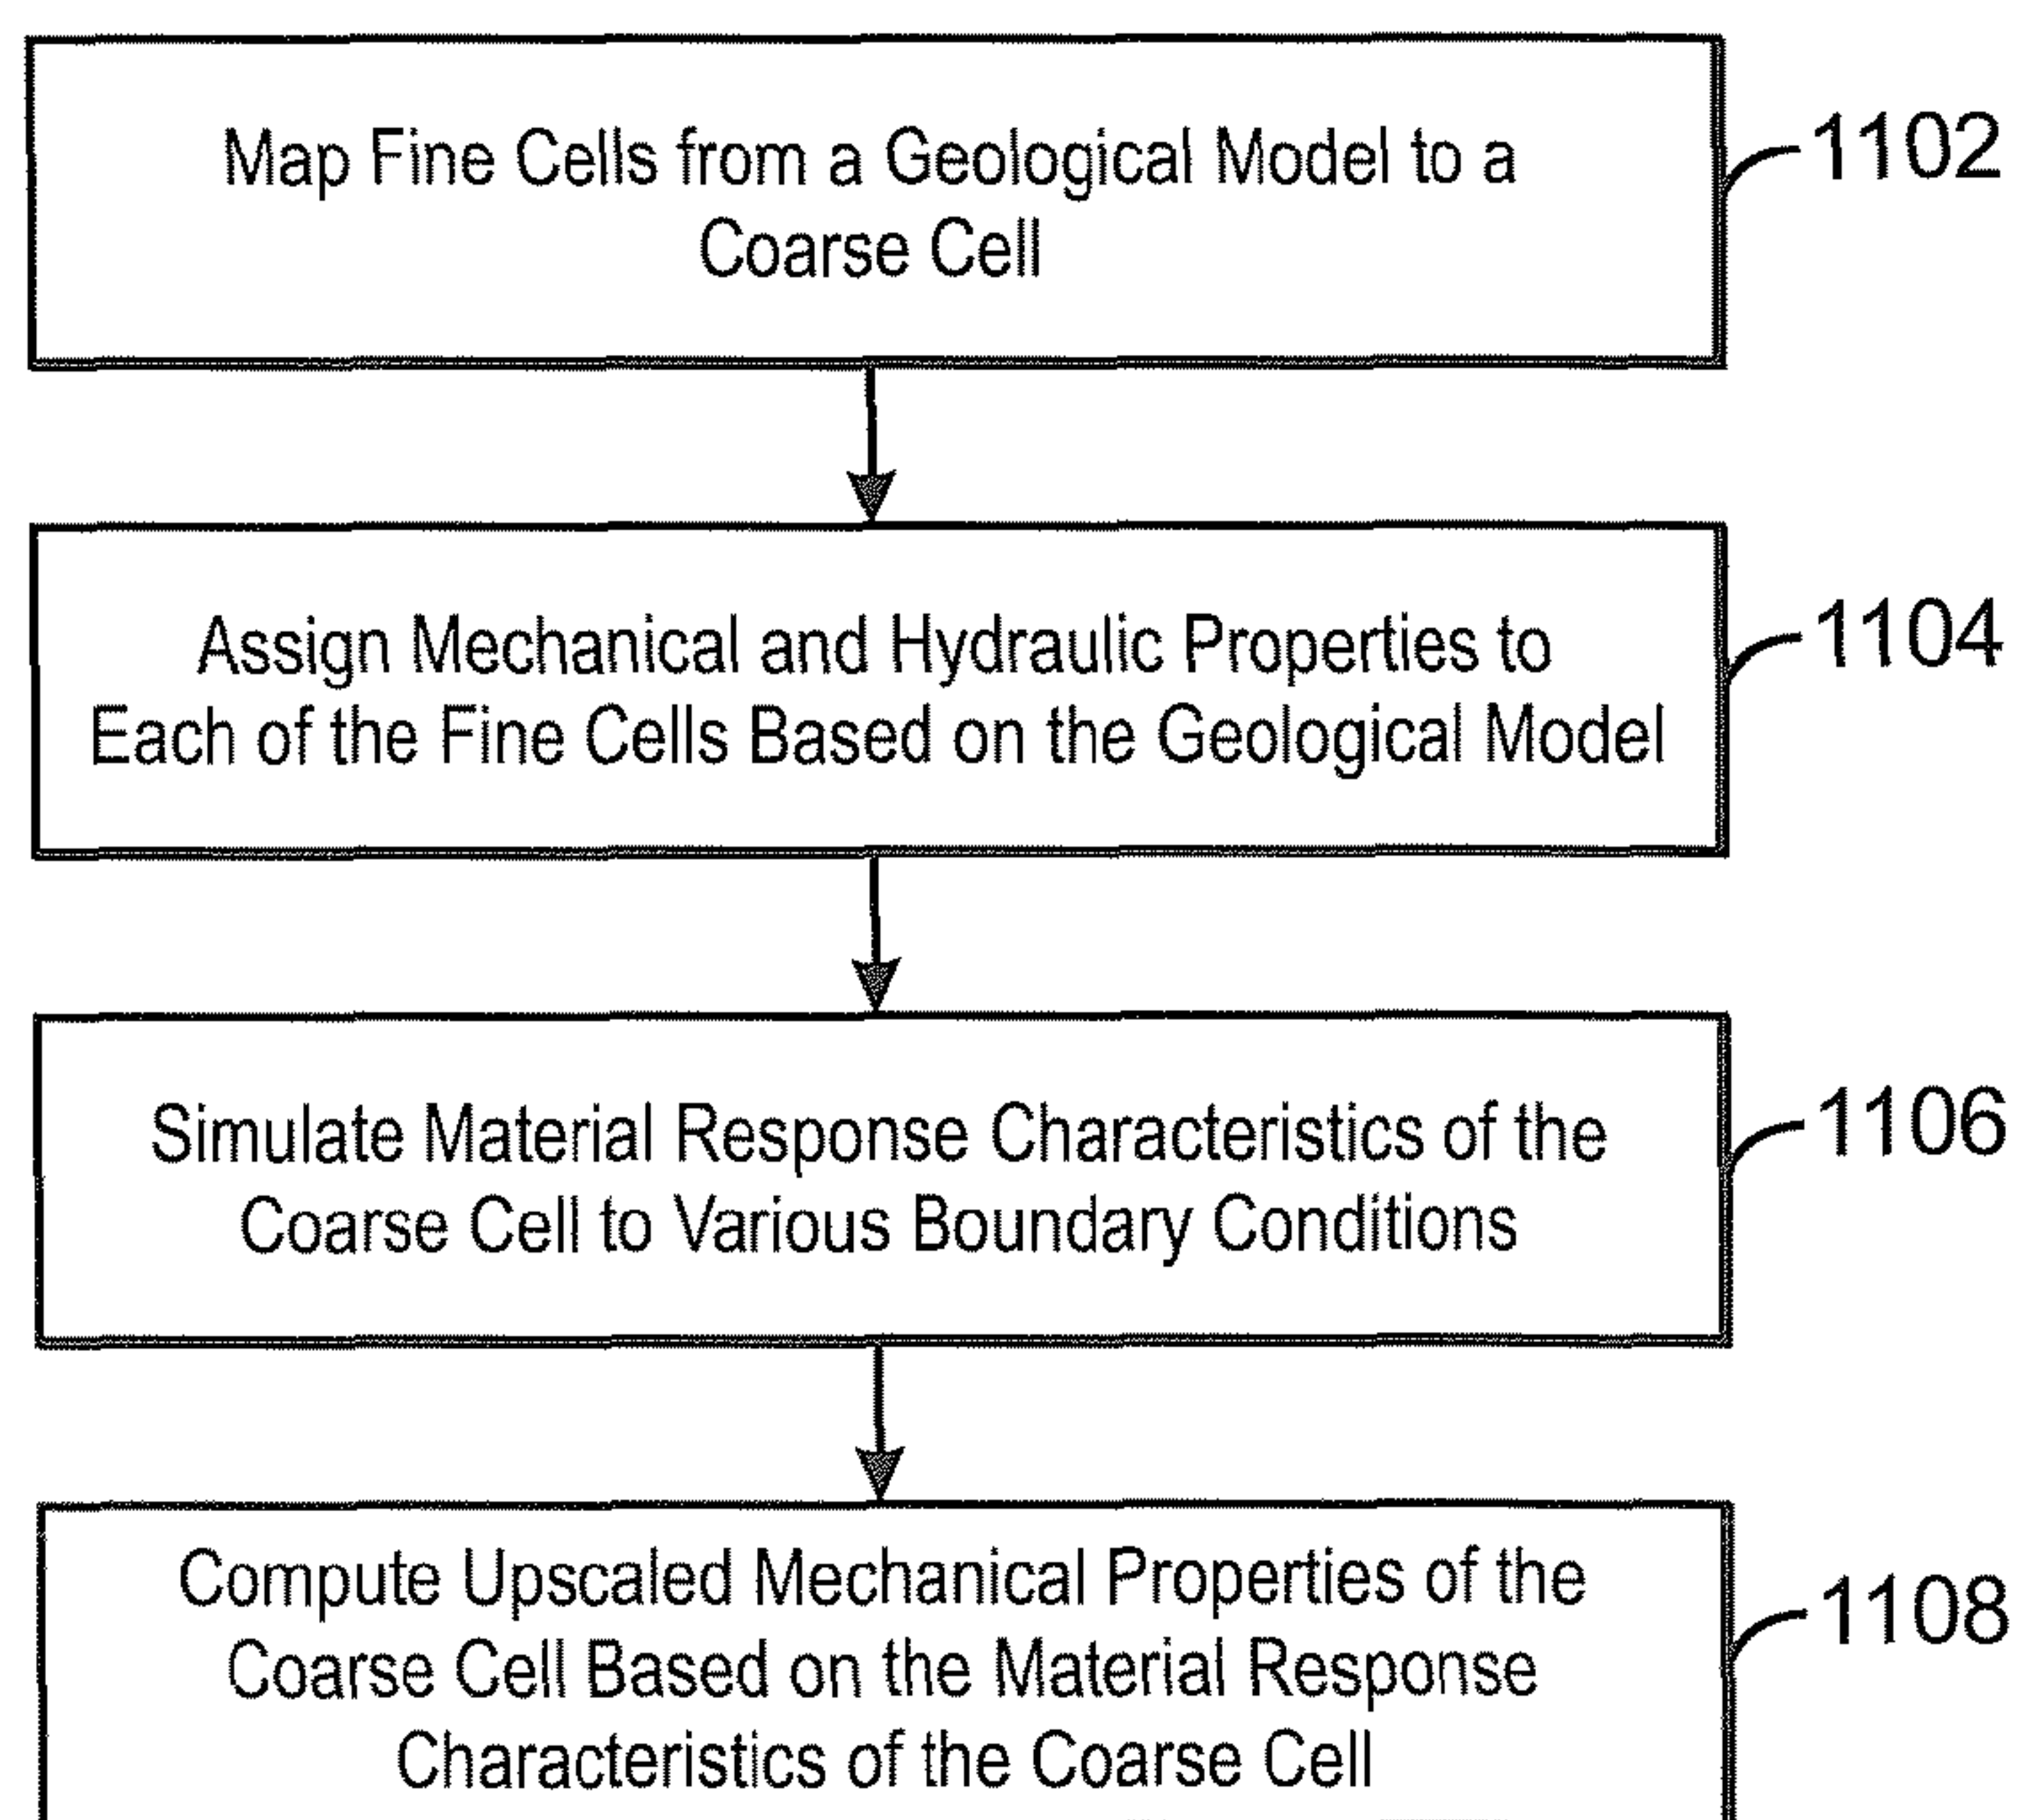 Map Fine Cells from a Geological Model to a
Coarse Cell
1102
Assign Mechanical and Hydraulic Properties to
Each of the Fine Cells Based on the Geological Model
1104
Simulate Material Response Characteristics of the
Coarse Cell to Various Boundary Conditions
1106
Compute Upscaled Mechanical Properties of the
Coarse Cell Based on the Material Response
Characteristics of the Coarse Cell
1108